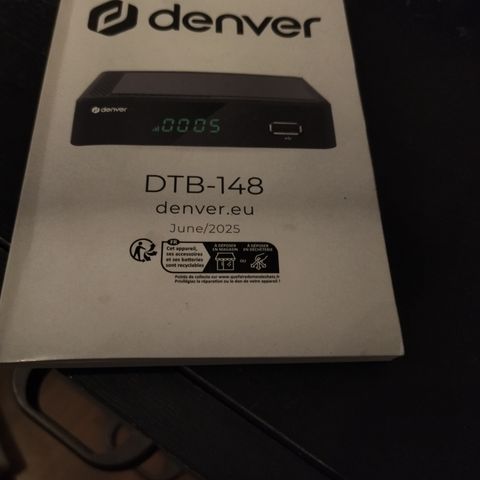 denver
denver
0005
DTB-148
denver.eu
June/2025
FR
Cet appareil,
ses accessoires
et ses batteries
sont recyclables
À DÉPOSER
EN MAGASIN
OU
À DÉPOSER
EN DÉCHÈTERIE
Points de collecte sur www.quefairedemesdechets.fr
Privilégiez la réparation ou le don de votre appareil !